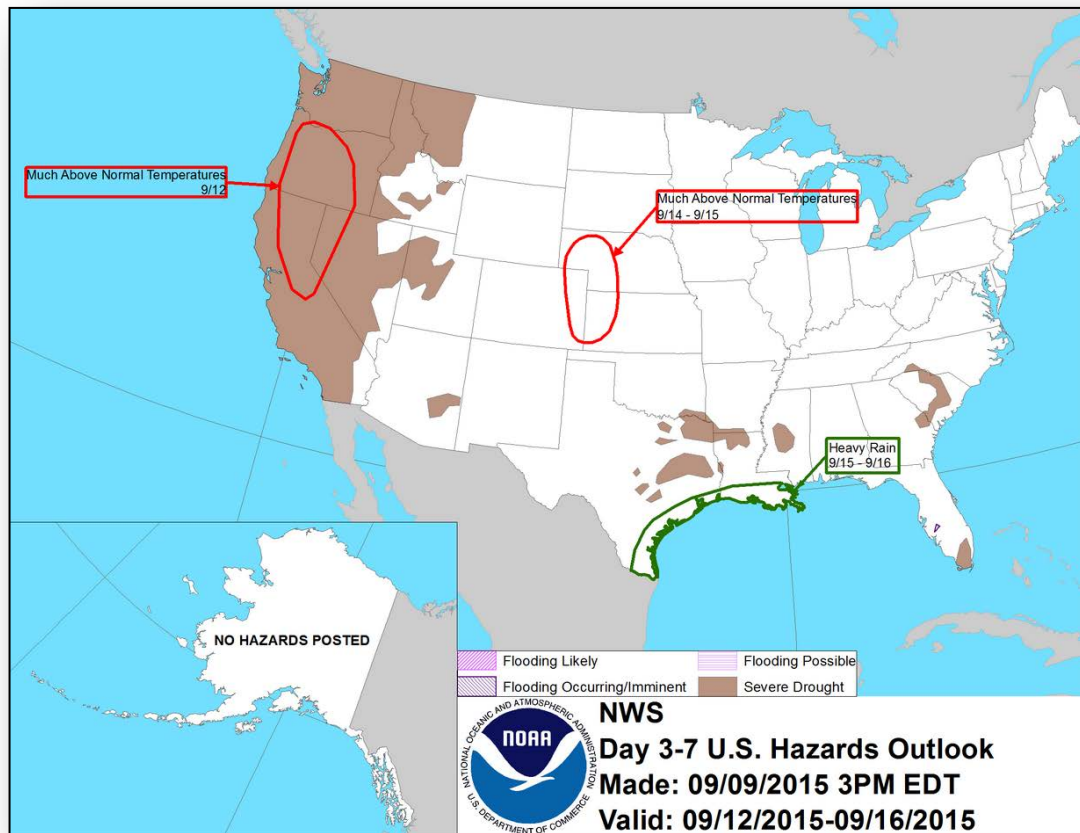 Much Above Normal Temperatures
9/12
Much Above Normal Temperatures
9/14 - 9/15
Heavy Rain
9/15 - 9/16
NO HAZARDS POSTED
Flooding Likely
Flooding Possible
Flooding Occurring/Imminent
Severe Drought
NATIONAL OCEANIC AND ATMOSPHERIC ADMINISTRATION
NOAA
U.S. DEPARTMENT OF COMMERCE
NWS
Day 3-7 U.S. Hazards Outlook
Made: 09/09/2015 3PM EDT
Valid: 09/12/2015-09/16/2015